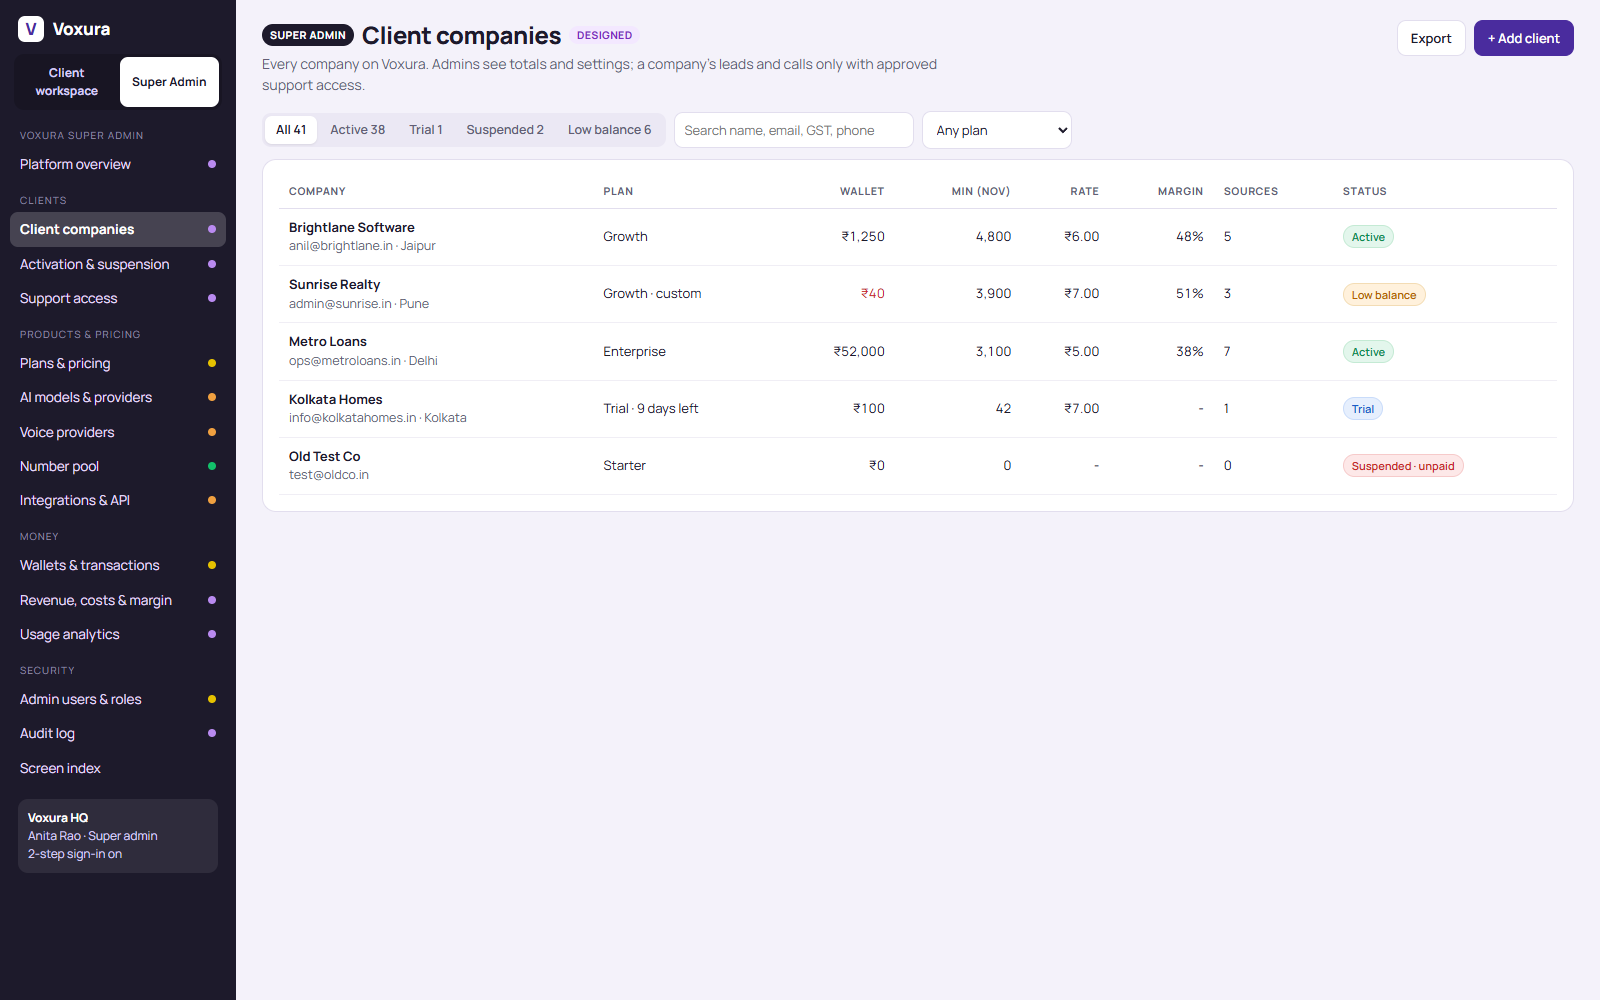 V Voxura
Client workspace
Super Admin
VOXURA SUPER ADMIN
Platform overview
CLIENTS
Client companies
Activation & suspension
Support access
PRODUCTS & PRICING
Plans & pricing
AI models & providers
Voice providers
Number pool
Integrations & API
MONEY
Wallets & transactions
Revenue, costs & margin
Usage analytics
SECURITY
Admin users & roles
Audit log
Screen index
Voxura HQ
Anita Rao · Super admin
2-step sign-in on
SUPER ADMIN Client companies DESIGNED
Every company on Voxura. Admins see totals and settings; a company's leads and calls only with approved
support access.
Export + Add client
All 41 Active 38 Trial 1 Suspended 2 Low balance 6 Search name, email, GST, phone Any plan
COMPANY PLAN WALLET MIN (NOV) RATE MARGIN SOURCES STATUS
Brightlane Software
anil@brightlane.in · Jaipur
Growth ₹1,250 4,800 ₹6.00 48% 5 Active
Sunrise Realty
admin@sunrise.in · Pune
Growth · custom ₹40 3,900 ₹7.00 51% 3 Low balance
Metro Loans
ops@metroloans.in · Delhi
Enterprise ₹52,000 3,100 ₹5.00 38% 7 Active
Kolkata Homes
info@kolkatahomes.in · Kolkata
Trial · 9 days left ₹100 42 ₹7.00 - 1 Trial
Old Test Co
test@oldco.in
Starter ₹0 0 - - 0 Suspended · unpaid